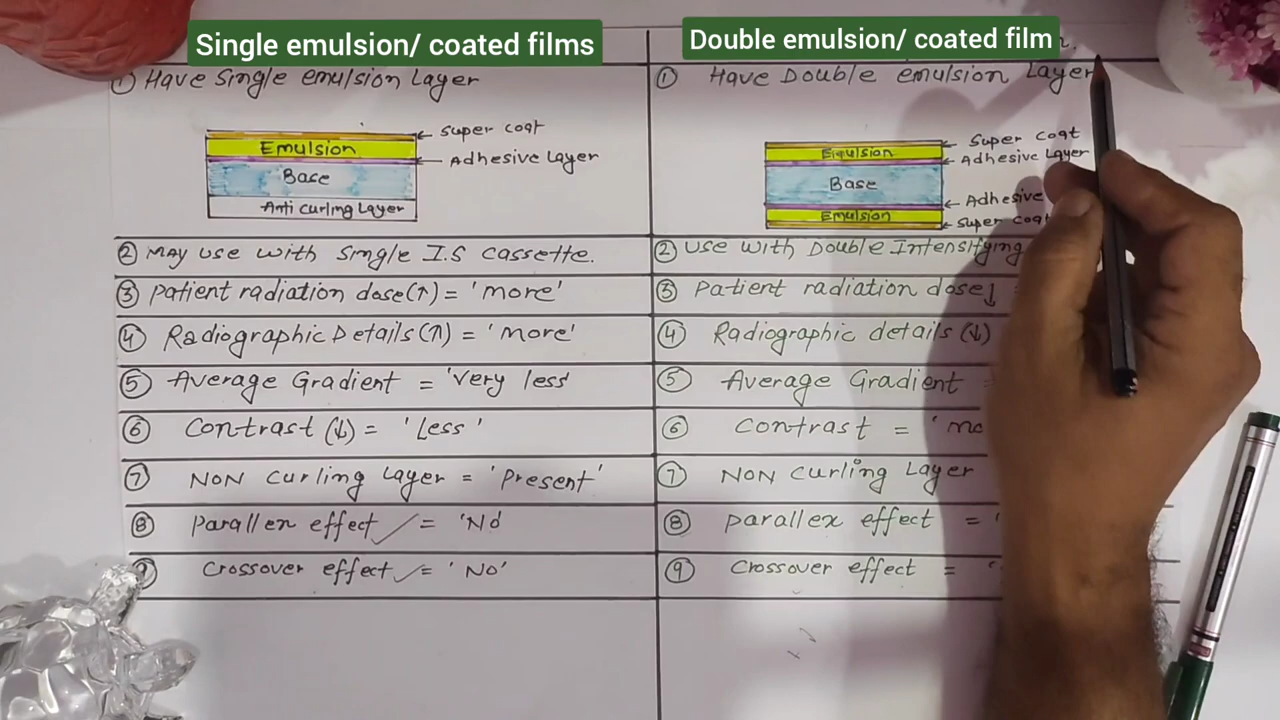 Single emulsion/ coated films
Double emulsion/ coated film
① Have Single emulsion Layer
super coat
Emulsion
Adhesive Layer
Base
Anti curling Layer
② May use with single I.S cassette.
③ Patient radiation dose(↑) = 'more'
④ Radiographic Details(↑) = 'more'
⑤ Average Gradient = 'very less'
⑥ Contrast (↓) = 'Less'
⑦ NON curling Layer = 'Present'
⑧ Parallex effect ✓ = 'No'
⑨ Crossover effect ✓ = 'No'
① Have Double emulsion Layer
Super coat
Emulsion
Adhesive Layer
Base
Adhesive
Emulsion
super coat
② Use with Double Intensifying
③ Patient radiation dose↓
④ Radiographic details (↓)
⑤ Average Gradient =
⑥ Contrast =
⑦ NON curling Layer
⑧ parallex effect = '
⑨ Crossover effect = '